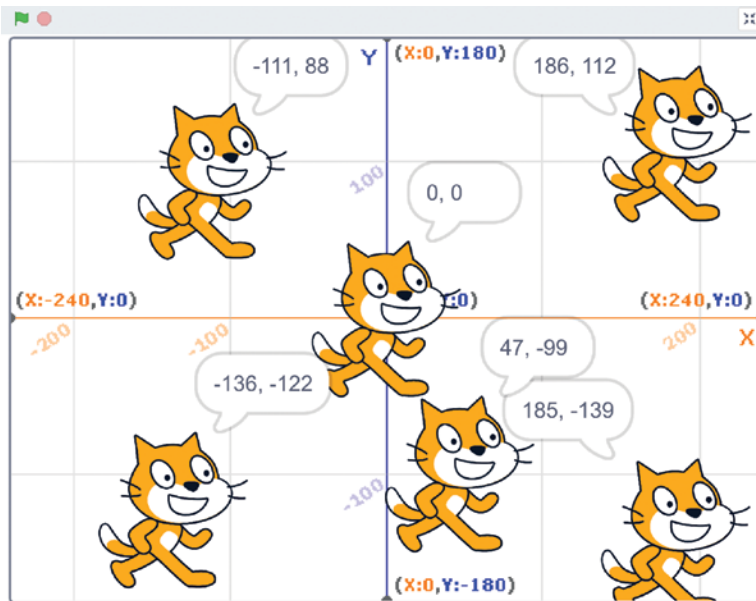 -111, 88
Y
(X:0,Y:180)
186, 112
100
0, 0
(X:-240,Y:0)
:0)
(X:240,Y:0)
-200
-100
200
X
47, -99
-136, -122
185, -139
-100
(X:0,Y:-180)